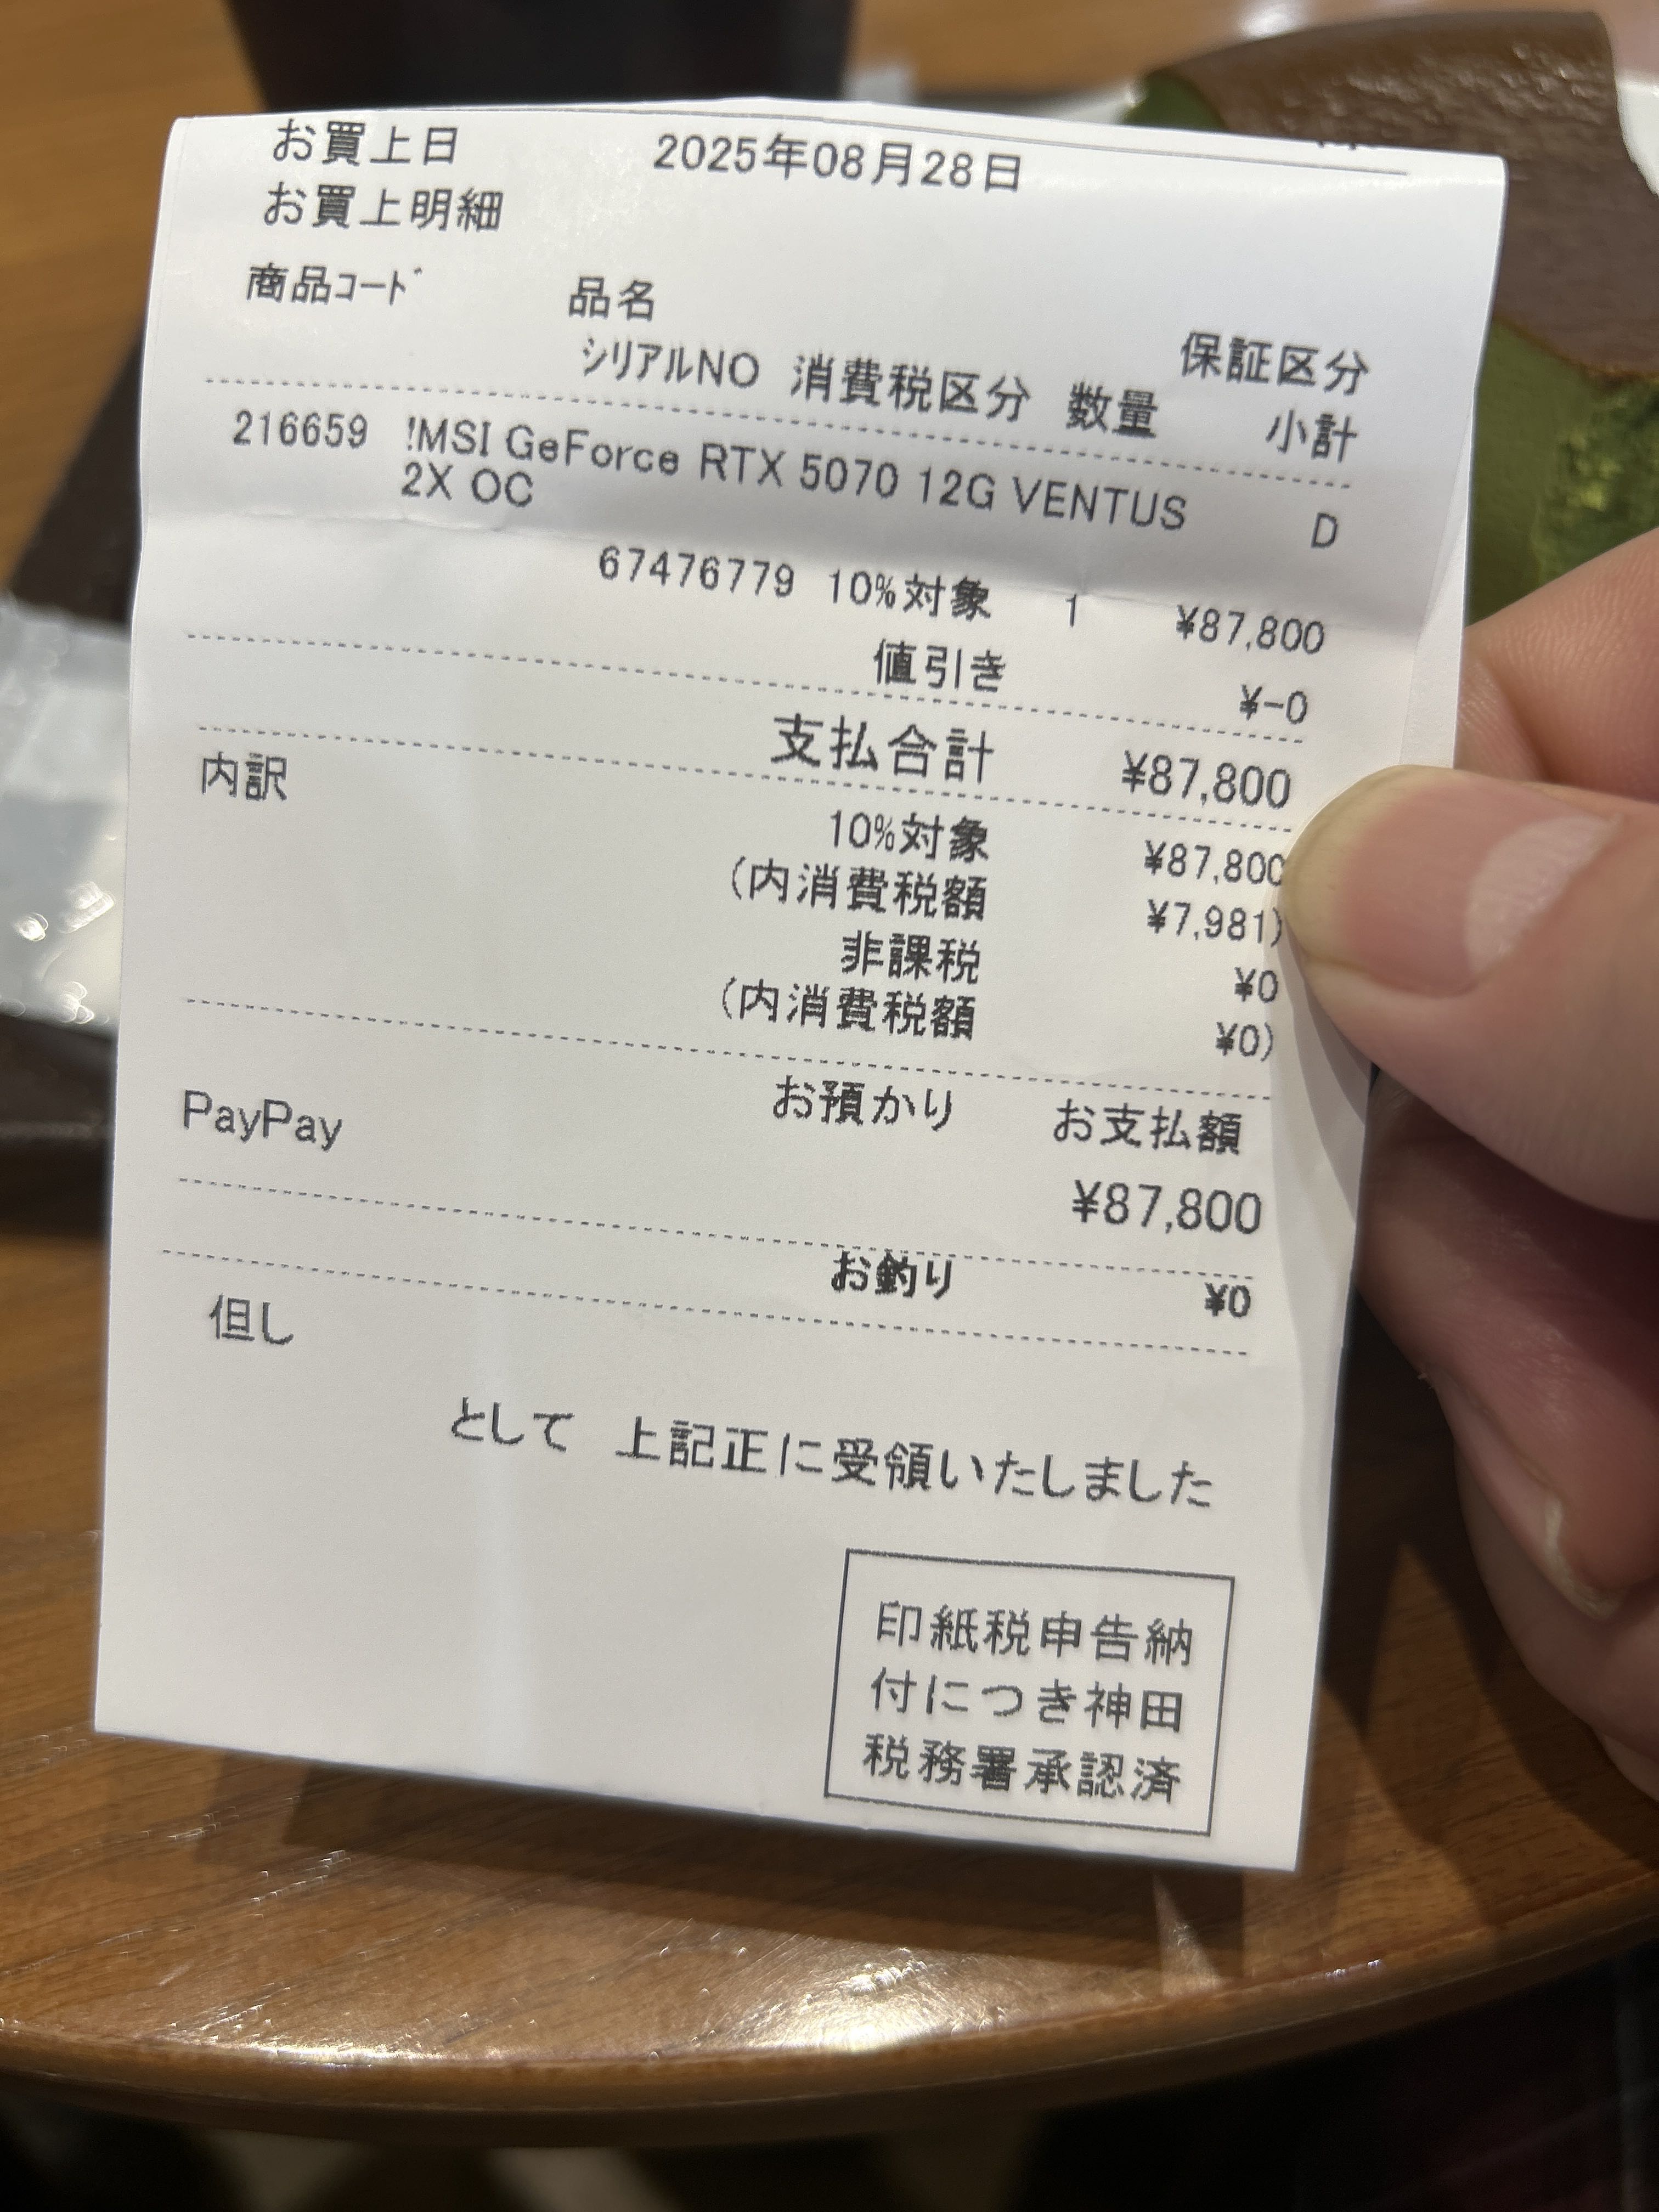 お買上日 2025年08月28日
お買上明細
商品コード 品名 保証区分
シリアルNO 消費税区分 数量 小計
216659 !MSI GeForce RTX 5070 12G VENTUS D
2X OC
67476779 10%対象 1 ¥87,800
値引き ¥-0
支払合計 ¥87,800
内訳
10%対象 ¥87,800
(内消費税額 ¥7,981)
非課税 ¥0
(内消費税額 ¥0)
お預かり お支払額
PayPay ¥87,800
お釣り ¥0
但し
として 上記正に受領いたしました
印紙税申告納
付につき神田
税務署承認済